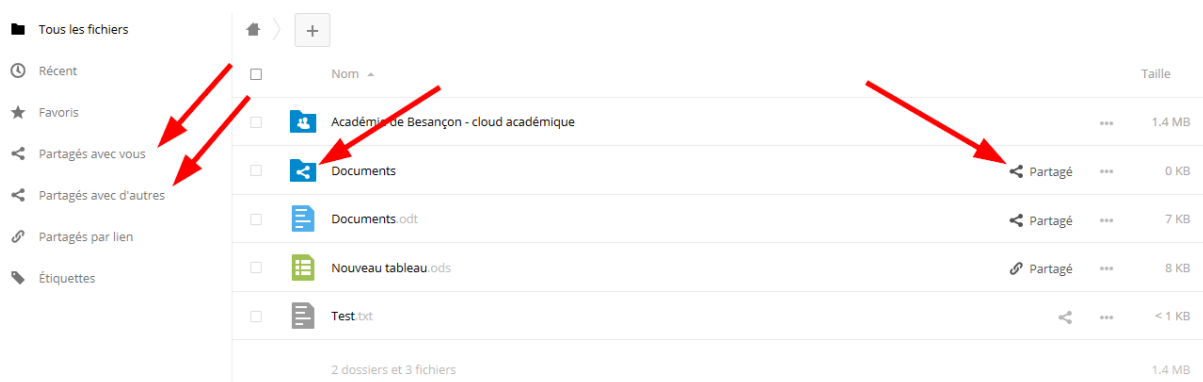 Tous les fichiers
Récent
Favoris
Partagés avec vous
Partagés avec d'autres
Partagés par lien
Étiquettes
+
Nom Taille
Académie de Besançon - cloud académique ••• 1.4 MB
Documents Partagé ••• 0 KB
Documents.odt Partagé ••• 7 KB
Nouveau tableau.ods Partagé ••• 8 KB
Test.txt ••• < 1 KB
2 dossiers et 3 fichiers 1.4 MB